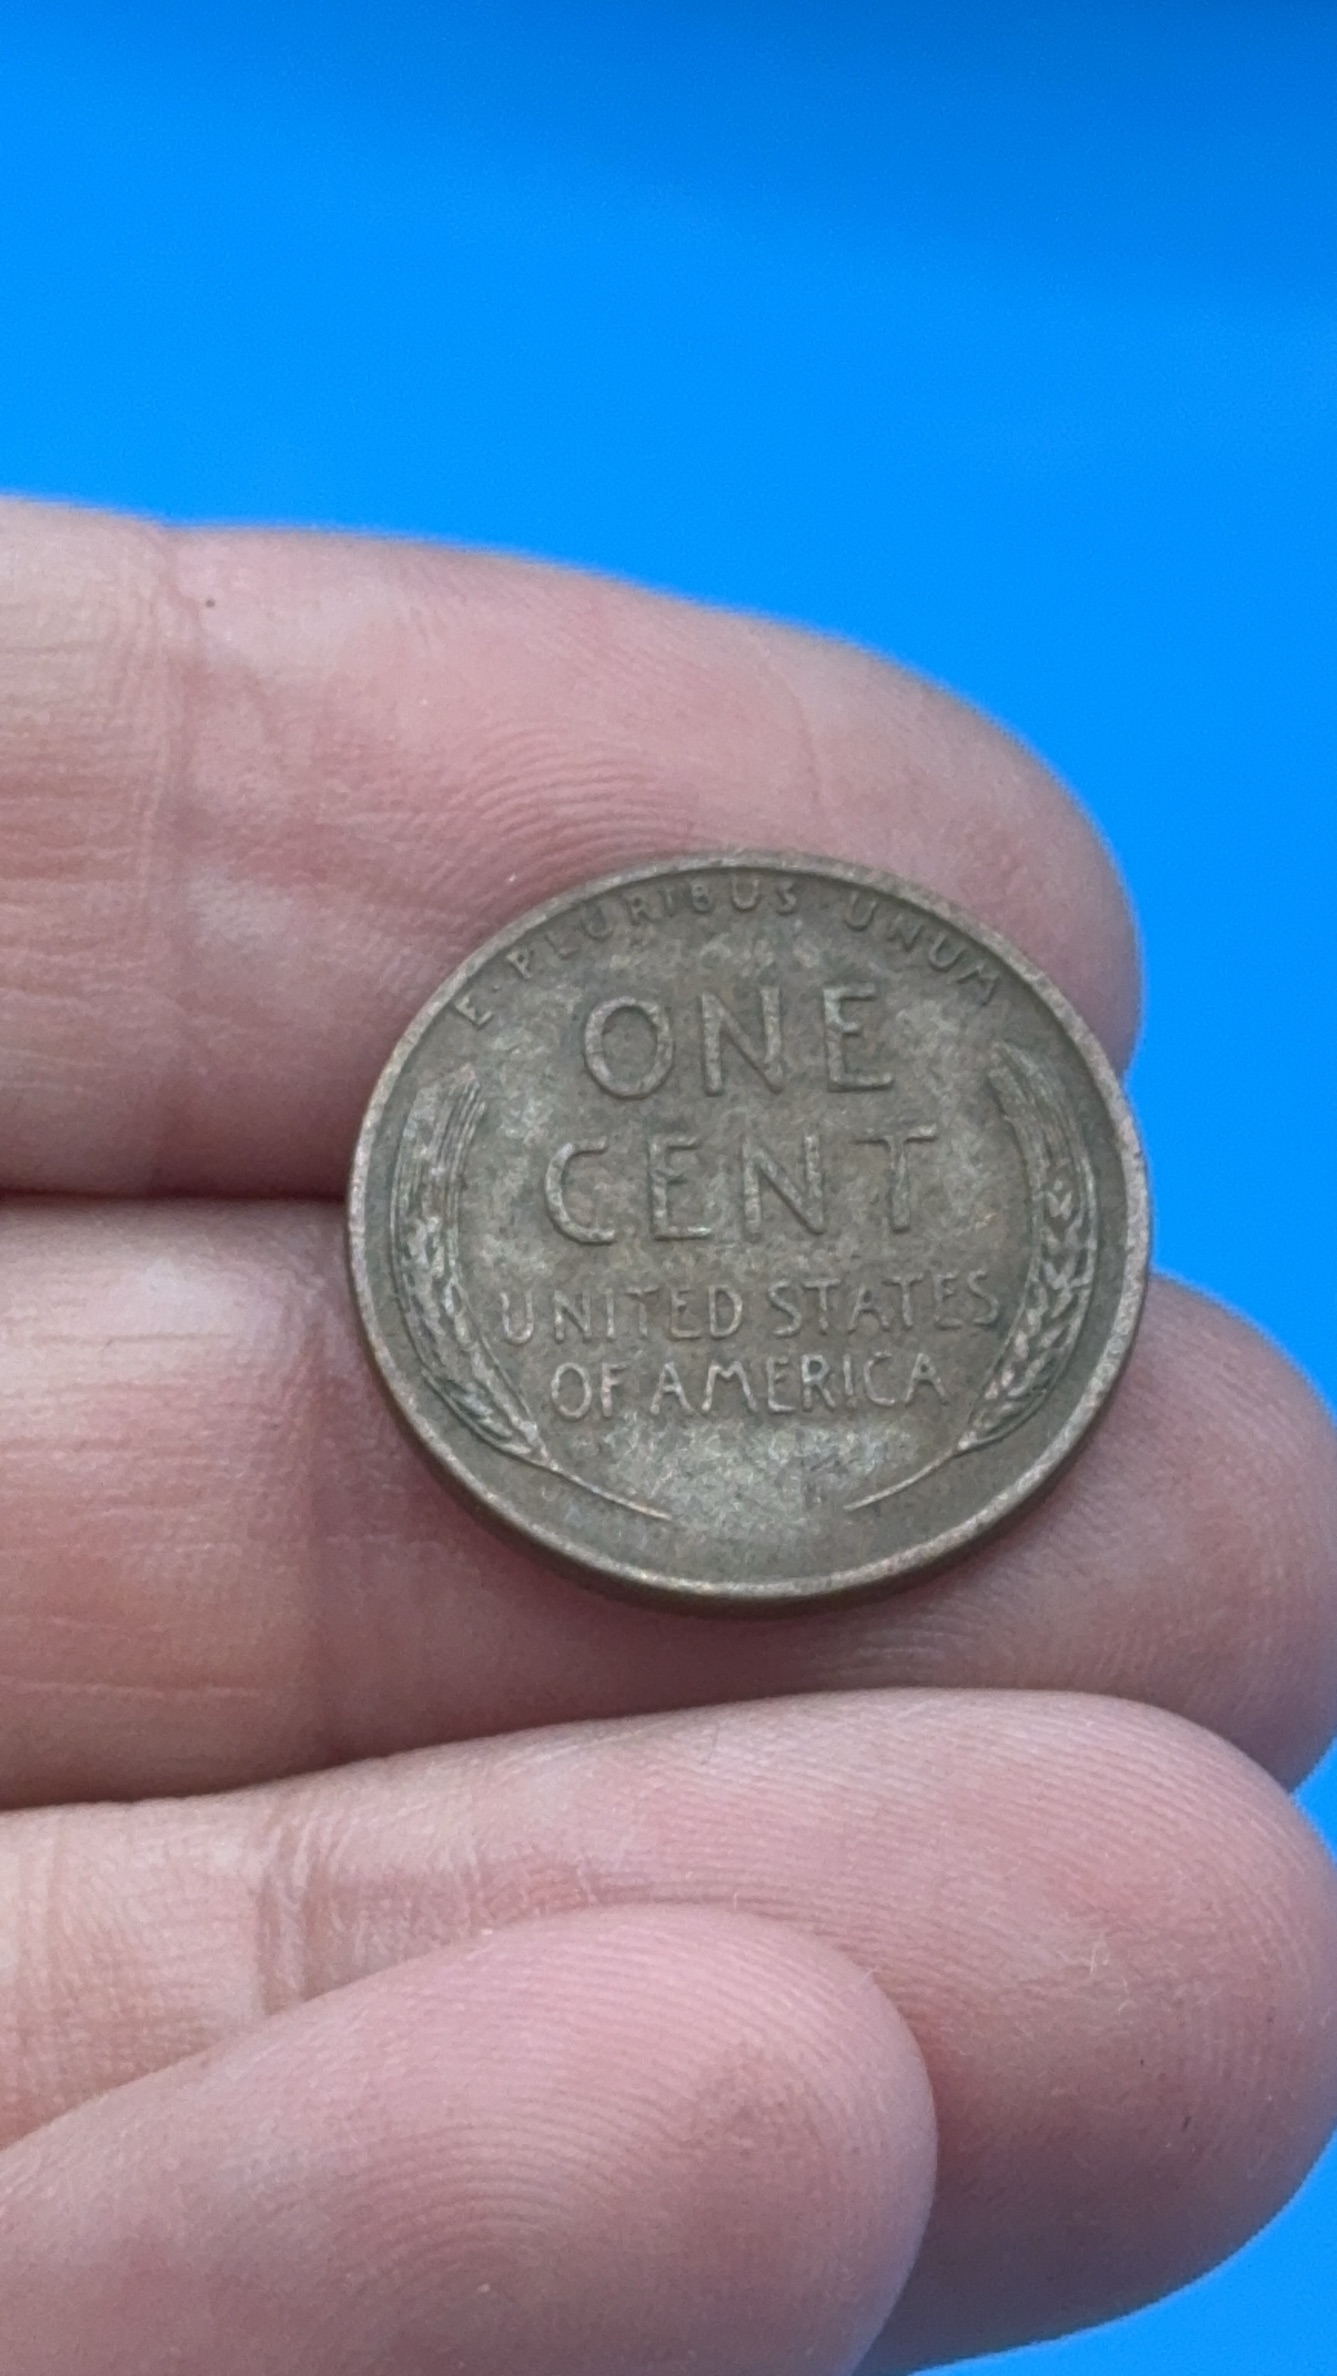 E · PLURIBUS · UNUM
ONE
CENT
UNITED STATES
OF AMERICA